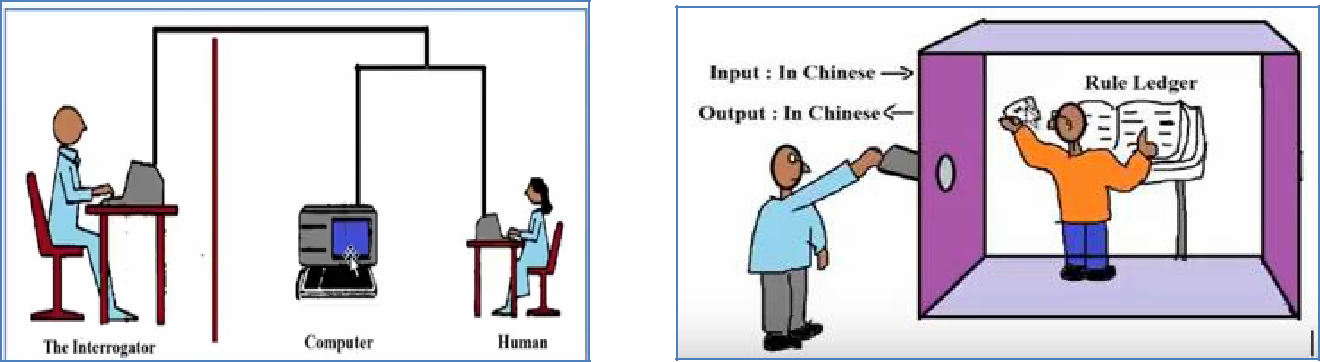 The Interrogator
Computer
Human
Input : In Chinese
Output : In Chinese
Rule Ledger